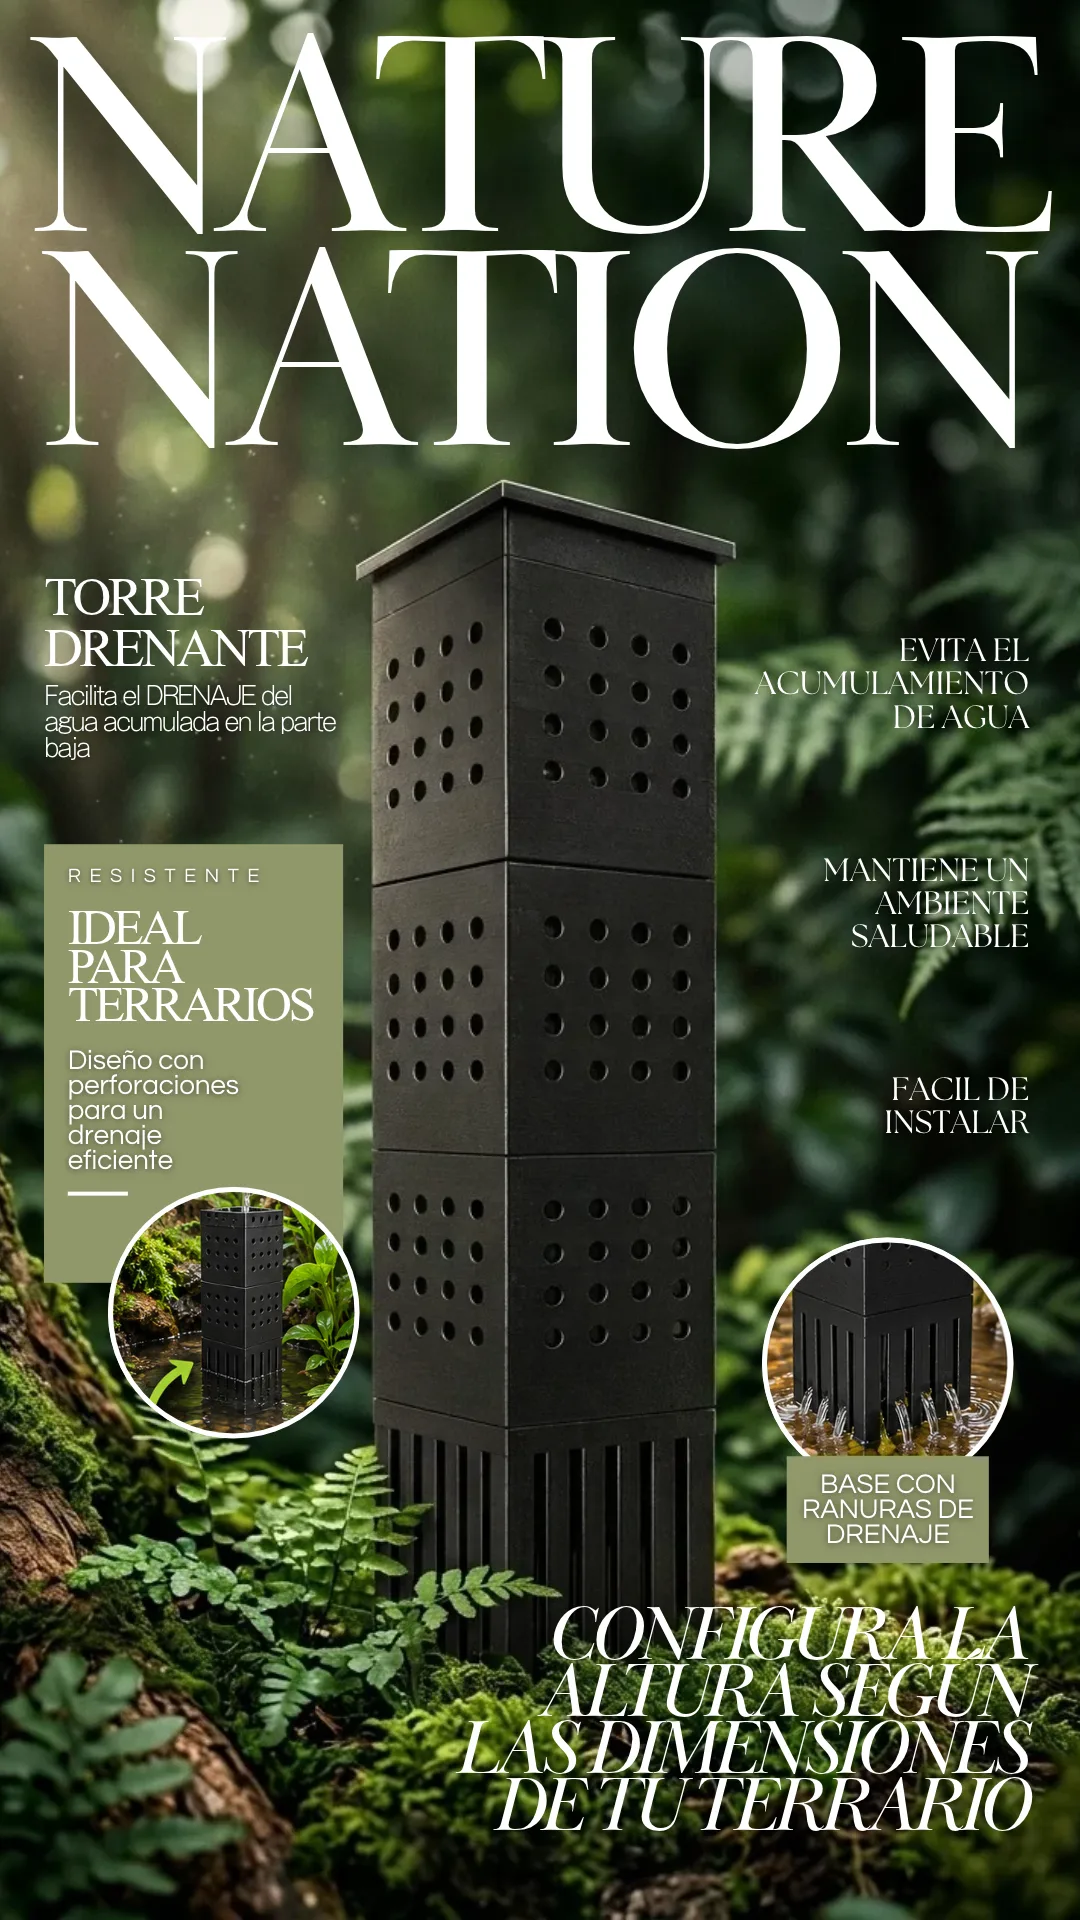 NATURE
NATION
TORRE
DRENANTE
Facilita el DRENAJE del
agua acumulada en la parte
baja
EVITA EL
ACUMULAMIENTO
DE AGUA
RESISTENTE
IDEAL
PARA
TERRARIOS
Diseño con
perforaciones
para un
drenaje
eficiente
MANTIENE UN
AMBIENTE
SALUDABLE
FACIL DE
INSTALAR
BASE CON
RANURAS DE
DRENAJE
CONFIGURA LA
ALTURA SEGUN
LAS DIMENSIONES
DE TU TERRARIO